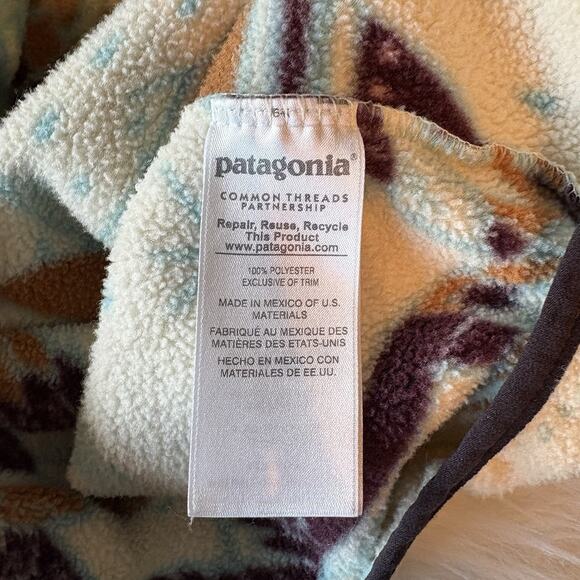 patagonia®
COMMON THREADS
PARTNERSHIP
Repair, Reuse, Recycle
This Product
www.patagonia.com
100% POLYESTER
EXCLUSIVE OF TRIM
MADE IN MEXICO OF U.S.
MATERIALS
FABRIQUÉ AU MEXIQUE DES
MATIÈRES DES ETATS-UNIS
HECHO EN MEXICO CON
MATERIALES DE EE.UU.